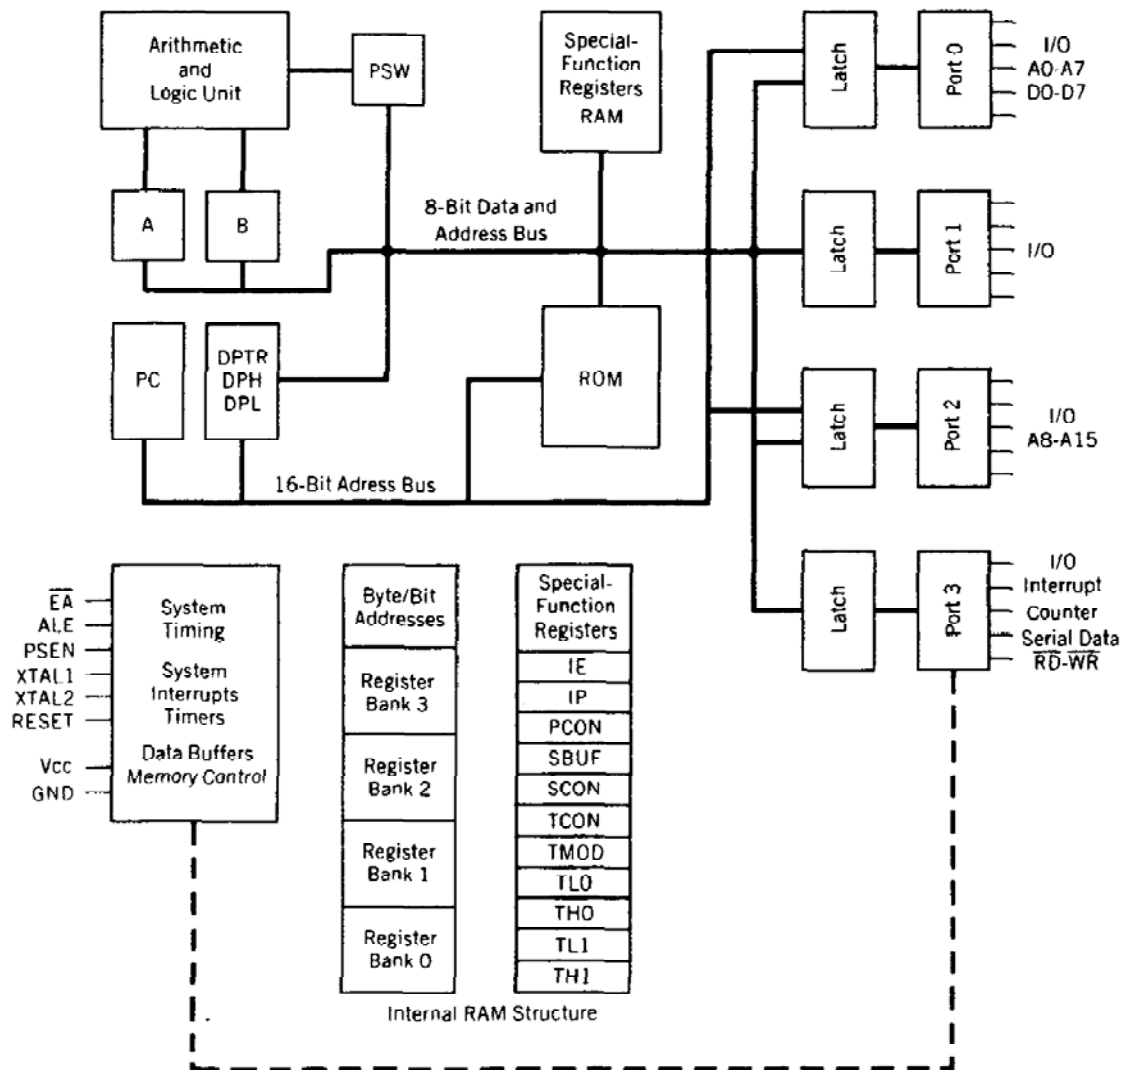 Arithmetic
and
Logic Unit
PSW
Special-
Function
Registers
RAM
Latch
Port 0
I/O
A0-A7
D0-D7
A
B
8-Bit Data and
Address Bus
Latch
Port 1
I/O
PC
DPTR
DPH
DPL
ROM
Latch
Port 2
I/O
A8-A15
16-Bit Adress Bus
E̅A̅
ALE
PSEN
XTAL1
XTAL2
RESET
Vcc
GND
System
Timing
System
Interrupts
Timers
Data Buffers
Memory Control
Byte/Bit
Addresses
Register
Bank 3
Register
Bank 2
Register
Bank 1
Register
Bank 0
Special-
Function
Registers
IE
IP
PCON
SBUF
SCON
TCON
TMOD
TL0
TH0
TL1
TH1
Latch
Port 3
I/O
Interrupt
Counter
Serial Data
R̅D̅-W̅R̅
Internal RAM Structure